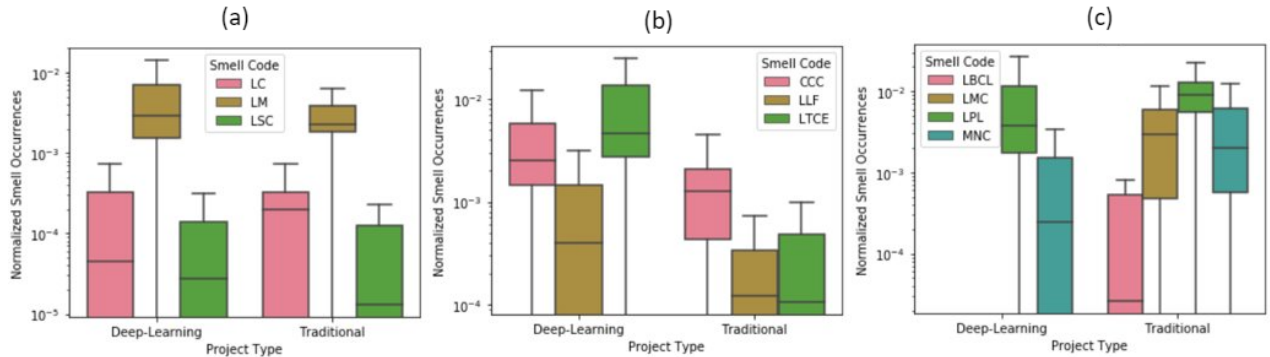 (a)
Normalized Smell Occurrences
10⁻²
10⁻³
10⁻⁴
10⁻⁵
Smell Code
LC
LM
LSC
Deep-Learning
Traditional
Project Type
(b)
Normalized Smell Occurrences
10⁻²
10⁻³
10⁻⁴
Smell Code
CCC
LLF
LTCE
Deep-Learning
Traditional
Project Type
(c)
Normalized Smell Occurrences
10⁻²
10⁻³
10⁻⁴
Smell Code
LBCL
LMC
LPL
MNC
Deep-Learning
Traditional
Project Type